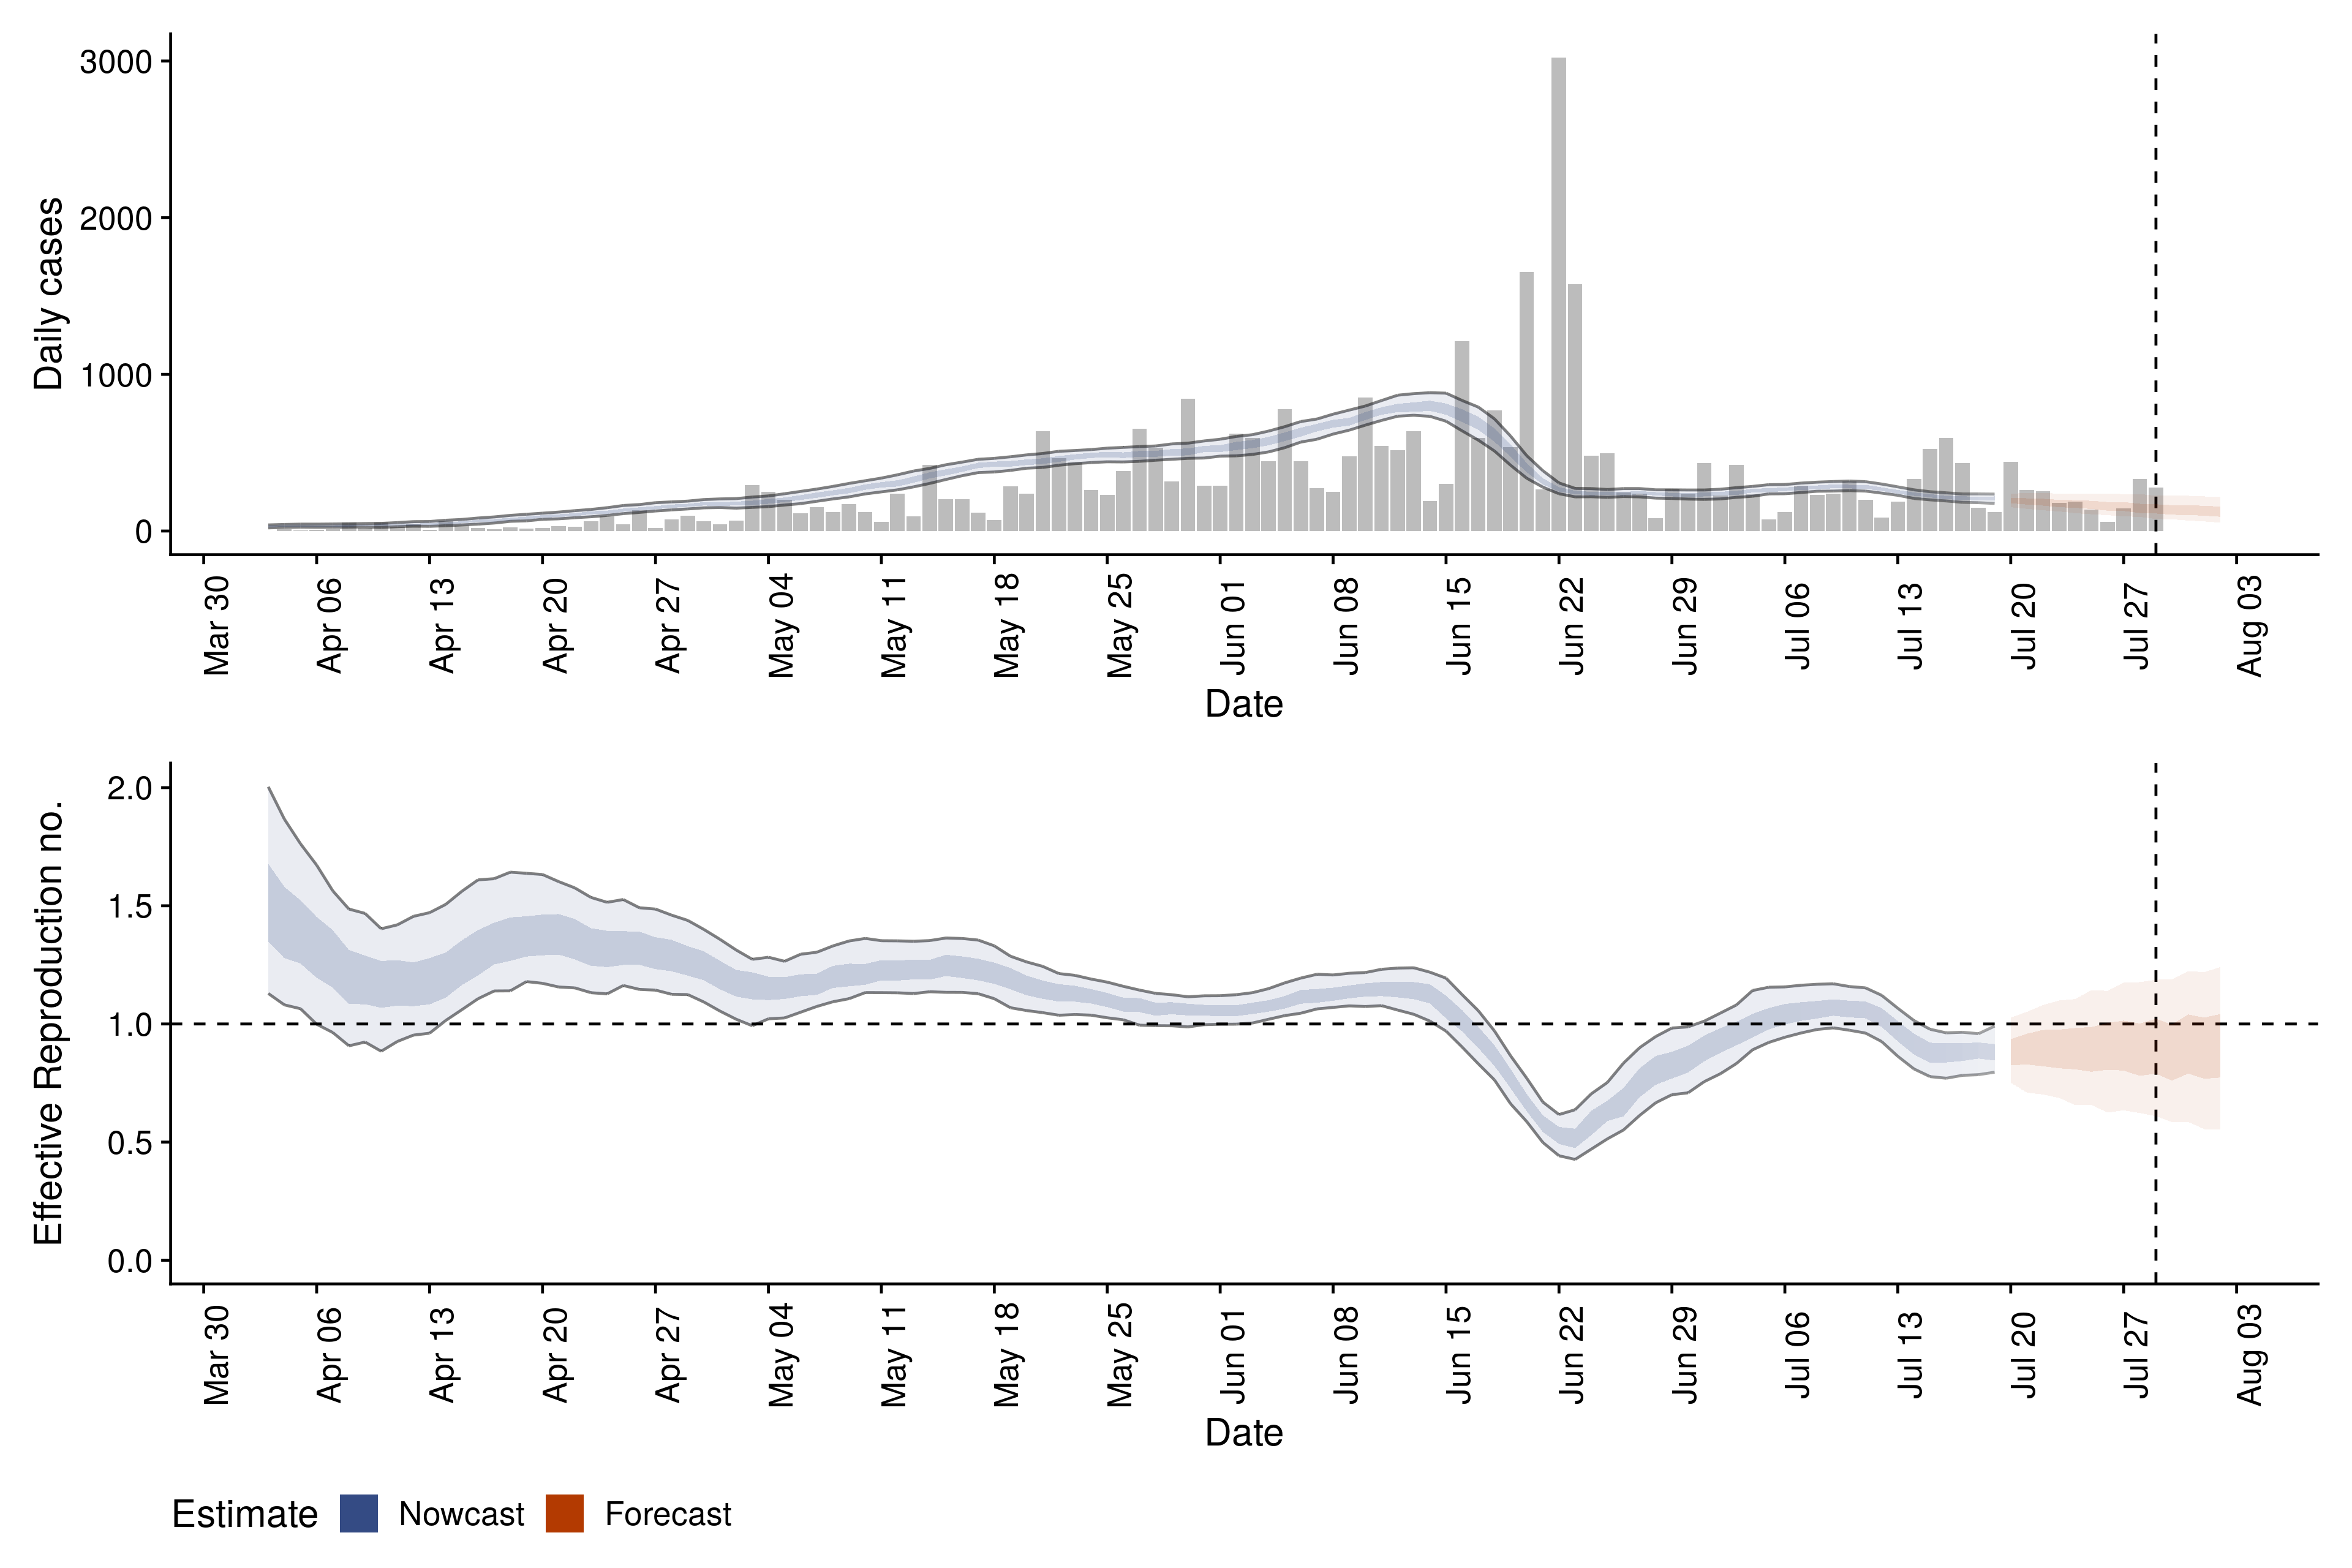 3000
2000
1000
0
Daily cases
Mar 30 Apr 06 Apr 13 Apr 20 Apr 27 May 04 May 11 May 18 May 25 Jun 01 Jun 08 Jun 15 Jun 22 Jun 29 Jul 06 Jul 13 Jul 20 Jul 27 Aug 03
Date
2.0
1.5
1.0
0.5
0.0
Effective Reproduction no.
Mar 30 Apr 06 Apr 13 Apr 20 Apr 27 May 04 May 11 May 18 May 25 Jun 01 Jun 08 Jun 15 Jun 22 Jun 29 Jul 06 Jul 13 Jul 20 Jul 27 Aug 03
Date
Estimate Nowcast Forecast